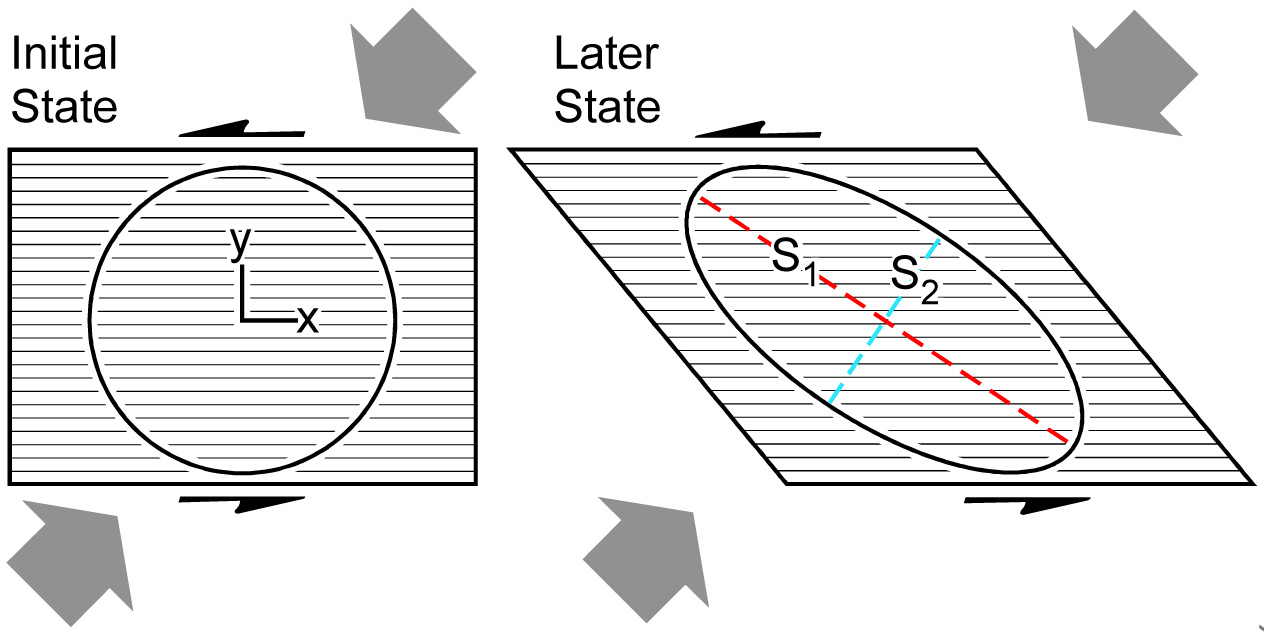 Initial
State
y
x
Later
State
S1
S2